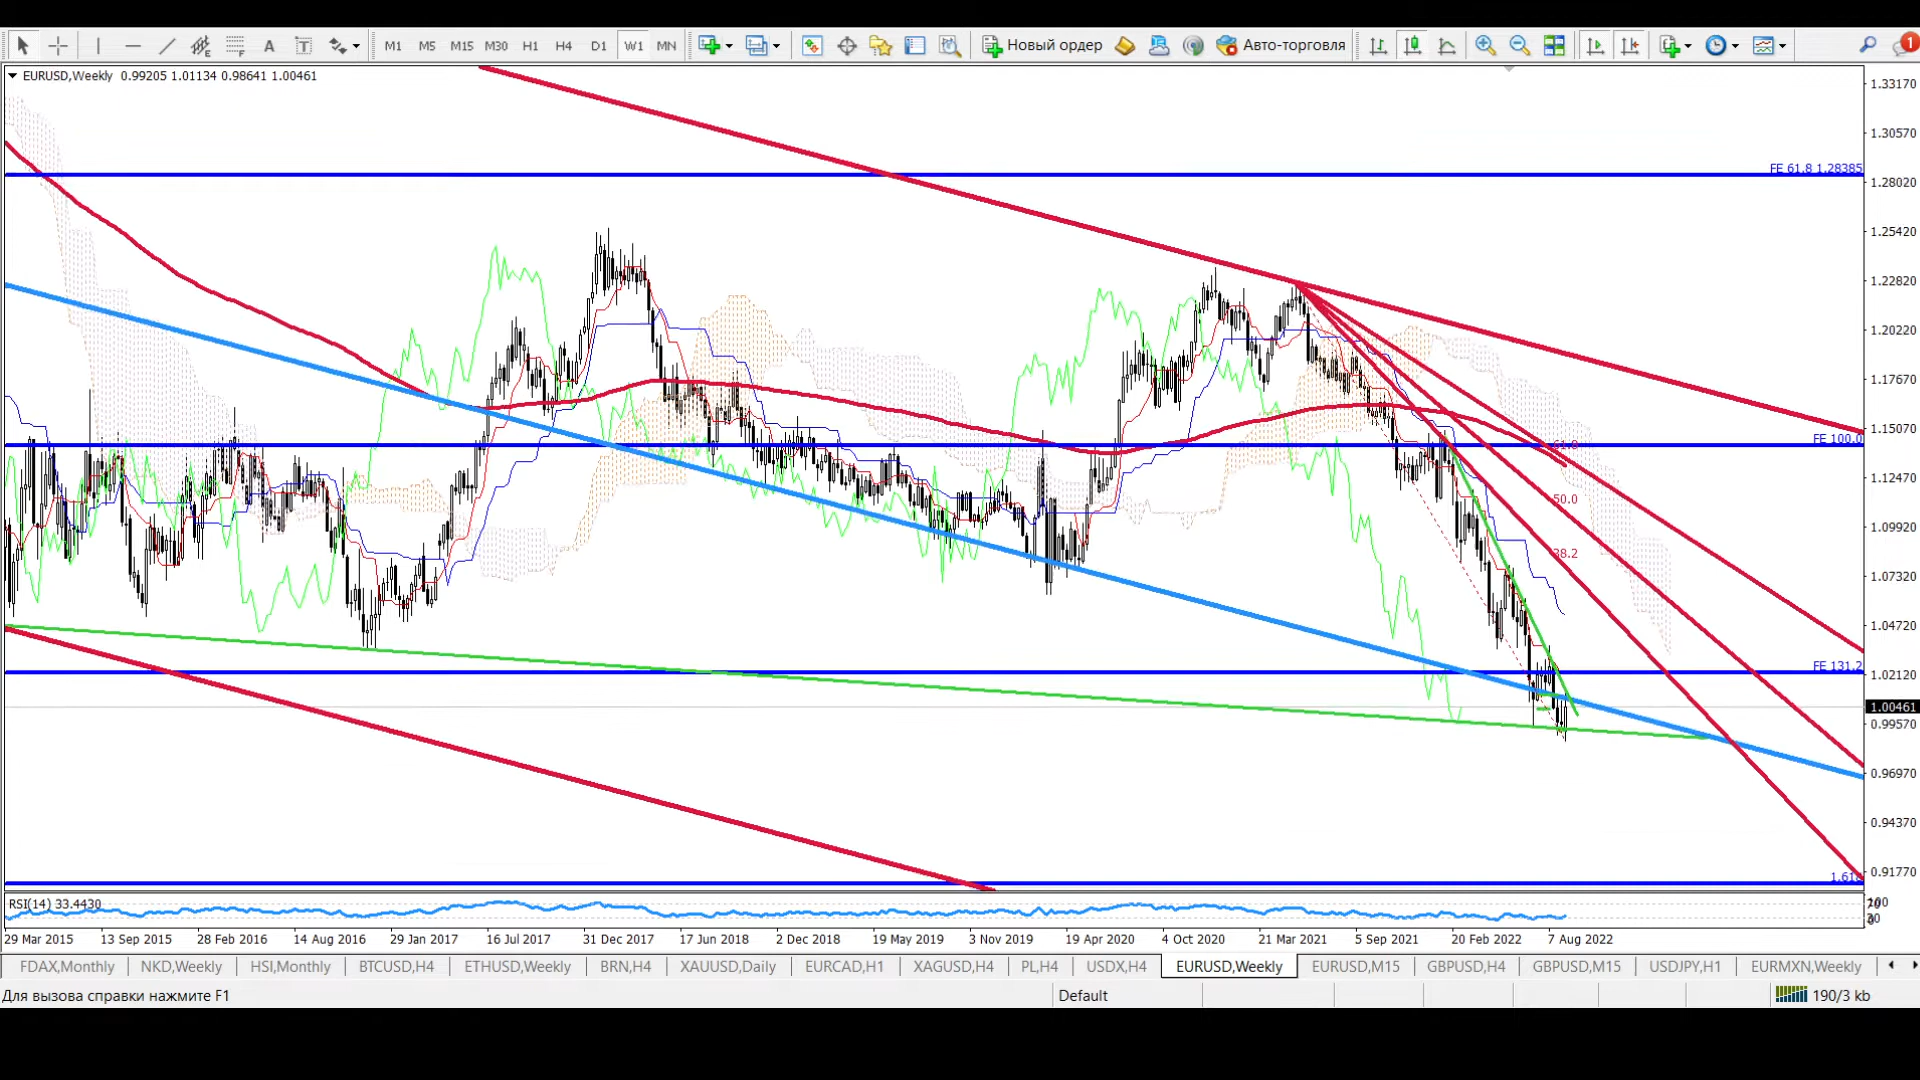 M1 M5 M15 M30 H1 H4 D1 W1 MN Новый ордер Авто-торговля 1
EURUSD,Weekly 0.99205 1.01134 0.98641 1.00461
1.33170
1.30570
FE 61.8 1.28385
1.28020
1.25420
1.22820
1.20220
1.17670
1.15070
FE 100.0
61.8
1.12470
50.0
1.09920
38.2
1.07320
1.04720
FE 131.2
1.02120
1.00461
0.99570
0.96970
0.94370
0.91770
1.618
RSI(14) 33.4430
100
70
30
0
29 Mar 2015 13 Sep 2015 28 Feb 2016 14 Aug 2016 29 Jan 2017 16 Jul 2017 31 Dec 2017 17 Jun 2018 2 Dec 2018 19 May 2019 3 Nov 2019 19 Apr 2020 4 Oct 2020 21 Mar 2021 5 Sep 2021 20 Feb 2022 7 Aug 2022
FDAX,Monthly NKD,Weekly HSI,Monthly BTCUSD,H4 ETHUSD,Weekly BRN,H4 XAUUSD,Daily EURCAD,H1 XAGUSD,H4 PL,H4 USDX,H4 EURUSD,Weekly EURUSD,M15 GBPUSD,H4 GBPUSD,M15 USDJPY,H1 EURMXN,Weekly
Для вызова справки нажмите F1 Default 190/3 kb